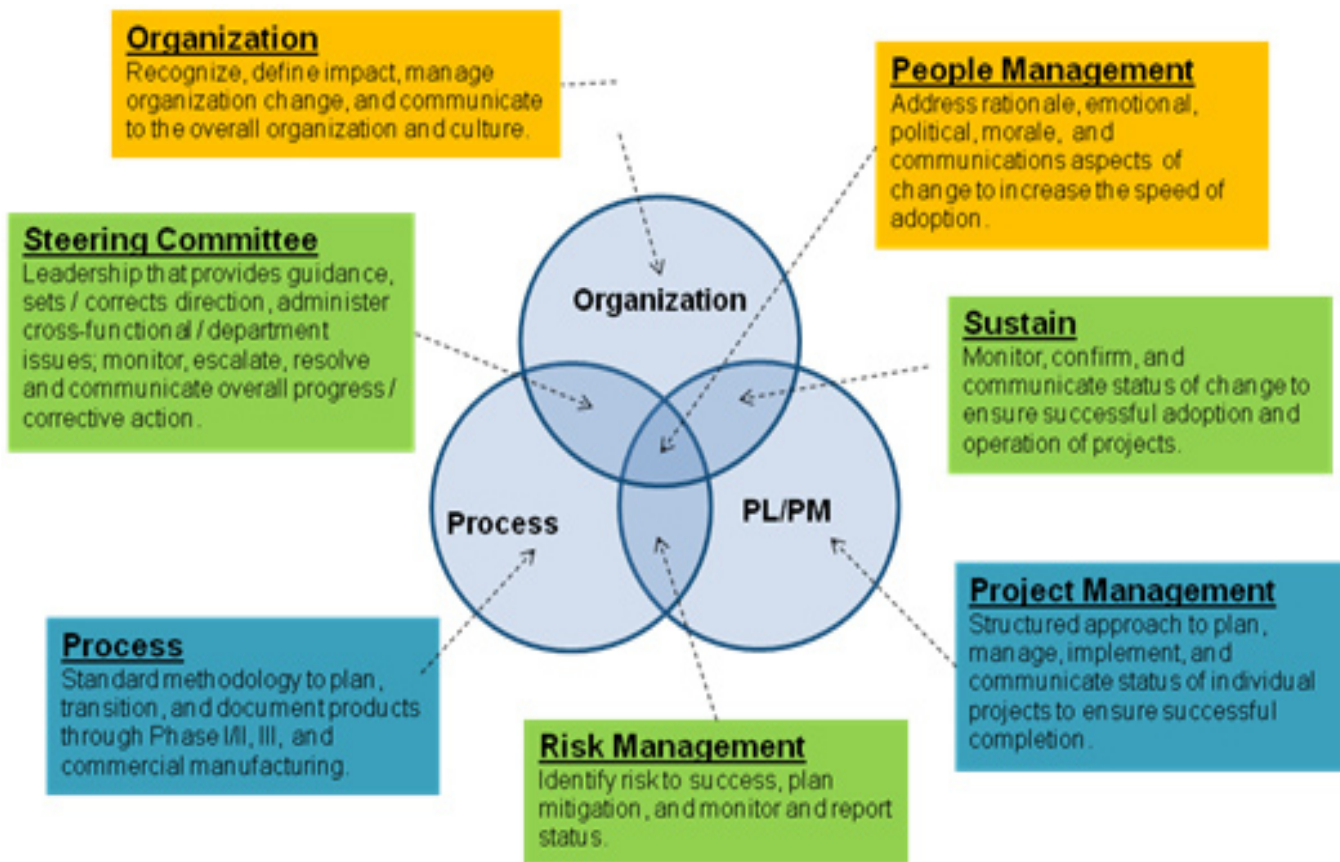 Organization
Recognize, define impact, manage
organization change, and communicate
to the overall organization and culture.
People Management
Address rationale, emotional,
political, morale, and
communications aspects of
change to increase the speed of
adoption.
Steering Committee
Leadership that provides guidance,
sets / corrects direction, administer
cross-functional / department
issues; monitor, escalate, resolve
and communicate overall progress /
corrective action.
Organization
Sustain
Monitor, confirm, and
communicate status of change to
ensure successful adoption and
operation of projects.
Process
PL/PM
Process
Standard methodology to plan,
transition, and document products
through Phase I/II, III, and
commercial manufacturing.
Project Management
Structured approach to plan,
manage, implement, and
communicate status of individual
projects to ensure successful
completion.
Risk Management
Identify risk to success, plan
mitigation, and monitor and report
status.